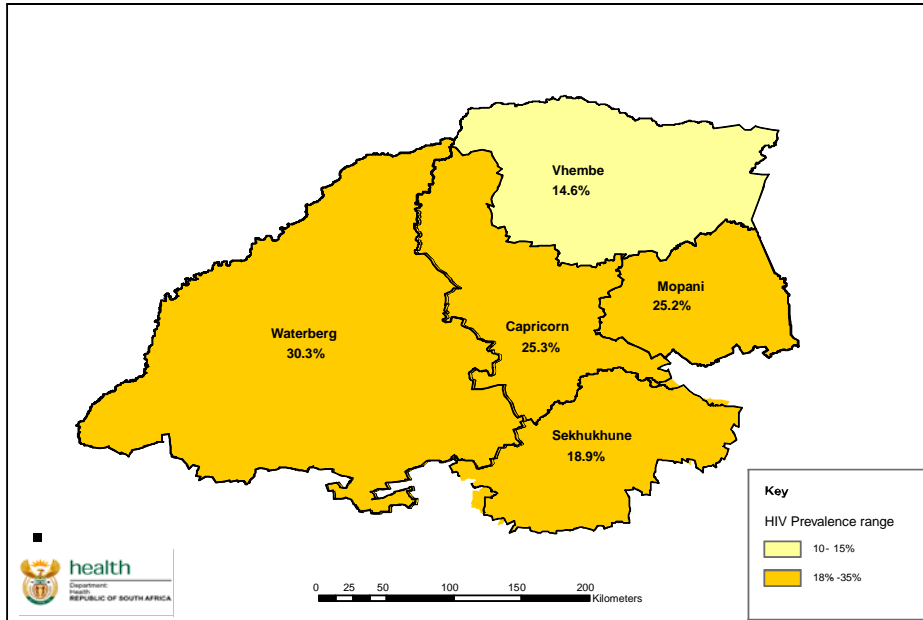 Vhembe
14.6%
Mopani
25.2%
Waterberg
30.3%
Capricorn
25.3%
Sekhukhune
18.9%
Key
HIV Prevalence range
10- 15%
18% -35%
health
Department:
Health
REPUBLIC OF SOUTH AFRICA
0 50 100 150 200
Kilometers